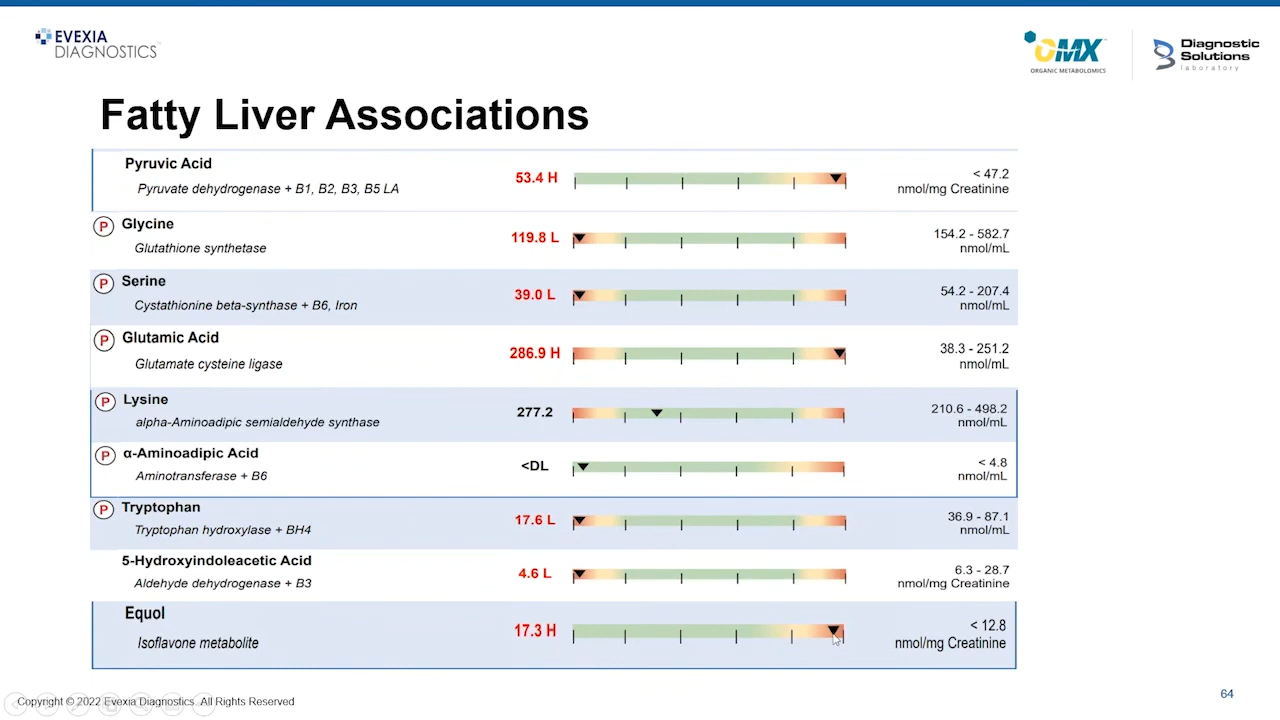 EVEXIA
DIAGNOSTICS
OMX
ORGANIC METABOLOMICS
Diagnostic
Solutions
laboratory
Fatty Liver Associations
Pyruvic Acid
Pyruvate dehydrogenase + B1, B2, B3, B5 LA
53.4 H
< 47.2
nmol/mg Creatinine
P Glycine
Glutathione synthetase
119.8 L
154.2 - 582.7
nmol/mL
P Serine
Cystathionine beta-synthase + B6, Iron
39.0 L
54.2 - 207.4
nmol/mL
P Glutamic Acid
Glutamate cysteine ligase
286.9 H
38.3 - 251.2
nmol/mL
P Lysine
alpha-Aminoadipic semialdehyde synthase
277.2
210.6 - 498.2
nmol/mL
P α-Aminoadipic Acid
Aminotransferase + B6
<DL
< 4.8
nmol/mL
P Tryptophan
Tryptophan hydroxylase + BH4
17.6 L
36.9 - 87.1
nmol/mL
5-Hydroxyindoleacetic Acid
Aldehyde dehydrogenase + B3
4.6 L
6.3 - 28.7
nmol/mg Creatinine
Equol
Isoflavone metabolite
17.3 H
< 12.8
nmol/mg Creatinine
Copyright © 2022 Evexia Diagnostics. All Rights Reserved
64